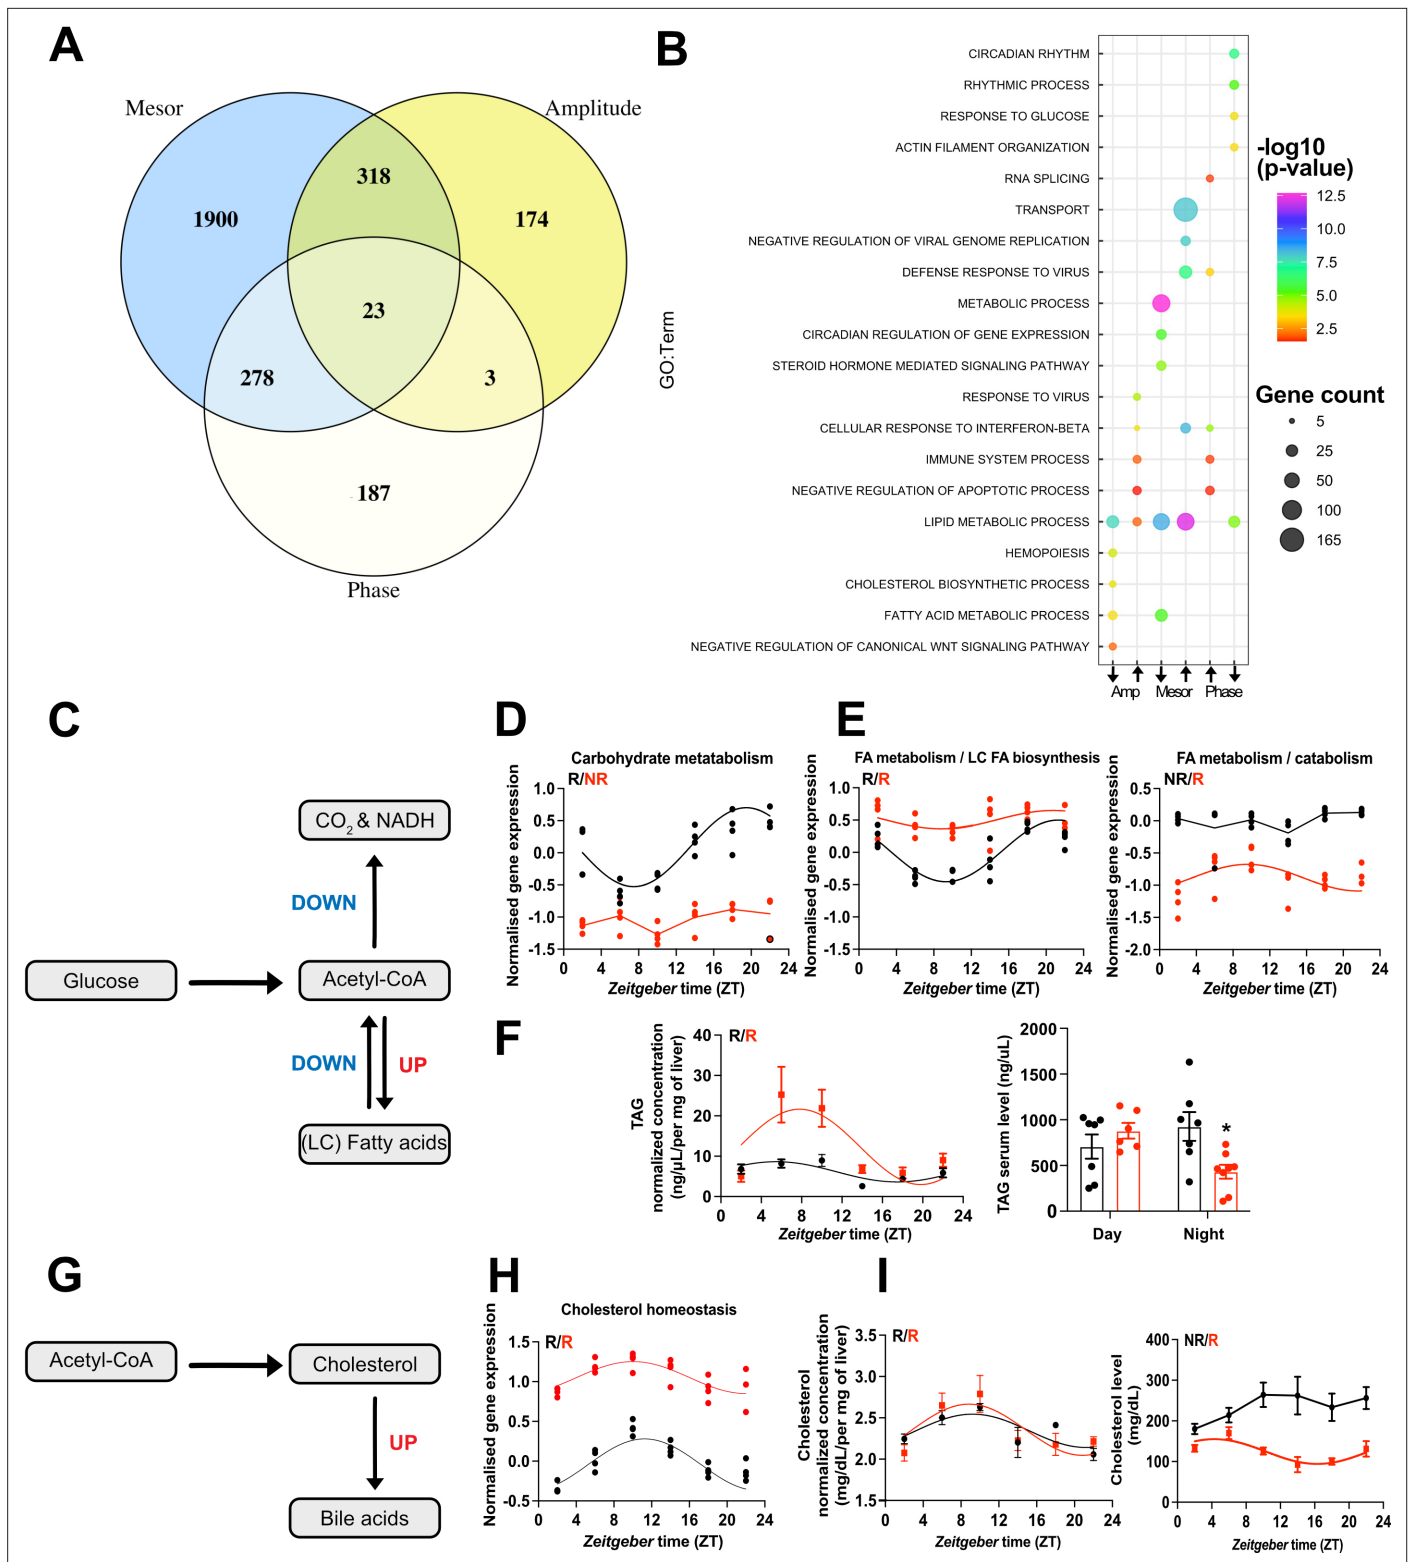 A
Mesor
Amplitude
318
1900
174
23
278
3
187
Phase
B
GO:Term
CIRCADIAN RHYTHM
RHYTHMIC PROCESS
RESPONSE TO GLUCOSE
ACTIN FILAMENT ORGANIZATION
RNA SPLICING
TRANSPORT
NEGATIVE REGULATION OF VIRAL GENOME REPLICATION
DEFENSE RESPONSE TO VIRUS
METABOLIC PROCESS
CIRCADIAN REGULATION OF GENE EXPRESSION
STEROID HORMONE MEDIATED SIGNALING PATHWAY
RESPONSE TO VIRUS
CELLULAR RESPONSE TO INTERFERON-BETA
IMMUNE SYSTEM PROCESS
NEGATIVE REGULATION OF APOPTOTIC PROCESS
LIPID METABOLIC PROCESS
HEMOPOIESIS
CHOLESTEROL BIOSYNTHETIC PROCESS
FATTY ACID METABOLIC PROCESS
NEGATIVE REGULATION OF CANONICAL WNT SIGNALING PATHWAY
Amp Mesor Phase
-log10
(p-value)
12.5
10.0
7.5
5.0
2.5
Gene count
5
25
50
100
165
C
CO2 & NADH
DOWN
Glucose
Acetyl-CoA
DOWN
UP
(LC) Fatty acids
D
Carbohydrate metatabolism
R/NR
Normalised gene expression
1.0
0.5
0.0
-0.5
-1.0
-1.5
0 4 8 12 16 20 24
Zeitgeber time (ZT)
E
FA metabolism / LC FA biosynthesis
R/R
Normalised gene expression
1.0
0.5
0.0
-0.5
-1.0
-1.5
0 4 8 12 16 20 24
Zeitgeber time (ZT)
FA metabolism / catabolism
NR/R
Normalised gene expression
0.5
0.0
-0.5
-1.0
-1.5
-2.0
0 4 8 12 16 20 24
Zeitgeber time (ZT)
F
R/R
TAG
normalized concentration
(ng/µL/per mg of liver)
40
30
20
10
0
0 4 8 12 16 20 24
Zeitgeber time (ZT)
TAG serum level (ng/uL)
2000
1500
1000
500
0
*
Day Night
G
Acetyl-CoA
Cholesterol
UP
Bile acids
H
Cholesterol homeostasis
R/R
Normalised gene expression
1.5
1.0
0.5
0.0
-0.5
0 4 8 12 16 20 24
Zeitgeber time (ZT)
I
R/R
Cholesterol
normalized concentration
(mg/dL/per mg of liver)
3.5
3.0
2.5
2.0
1.5
0 4 8 12 16 20 24
Zeitgeber time (ZT)
NR/R
Cholesterol level
(mg/dL)
400
300
200
100
0
0 4 8 12 16 20 24
Zeitgeber time (ZT)